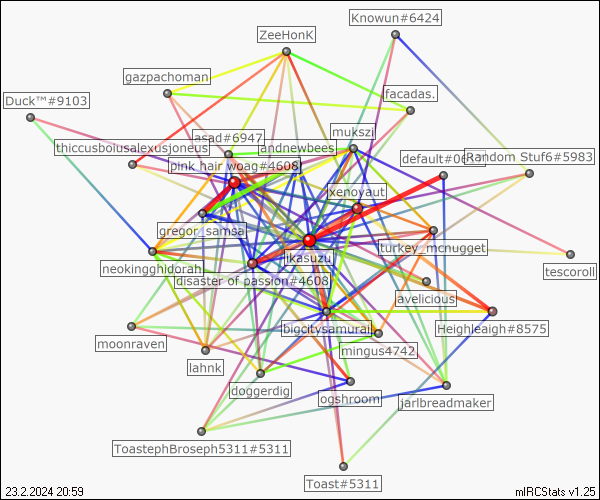 Knowun#6424
ZeeHonK
gazpachoman
facadas.
Duck™#9103
asad#6947
mukszi
thiccusbousalexusjoneus
andnewbees
default#06
Random Stuf6#5983
pink hair woag#4608
xenoyaut
gregor_samsa
turkey_mcnugget
ikasuzu
neokingghidorah
tescoroll
disaster of passion#4608
avelicious
bigcitysamurai
Heighleaigh#8575
moonraven
mingus4742
lahnk
doggerdig
ogshroom
jarlbreadmaker
ToastephBroseph5311#5311
Toast#5311
23.2.2024 20:59
mIRCStats v1.25